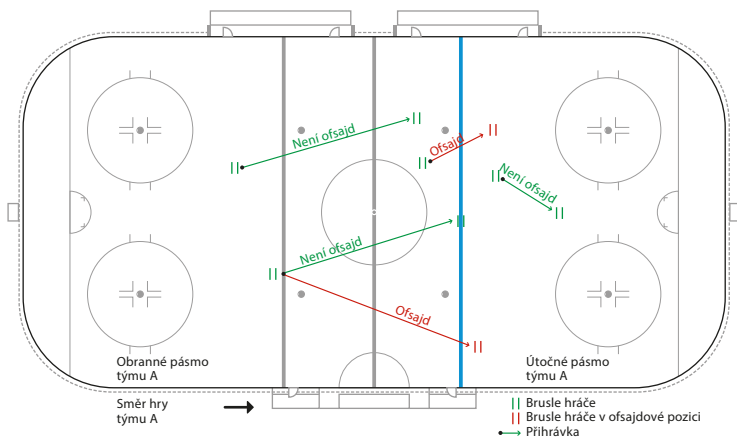 Není ofsajd
Ofsajd
Není ofsajd
Není ofsajd
Ofsajd
Obranné pásmo
týmu A
Útočné pásmo
týmu A
Směr hry
týmu A
Brusle hráče
Brusle hráče v ofsajdové pozici
Přihrávka